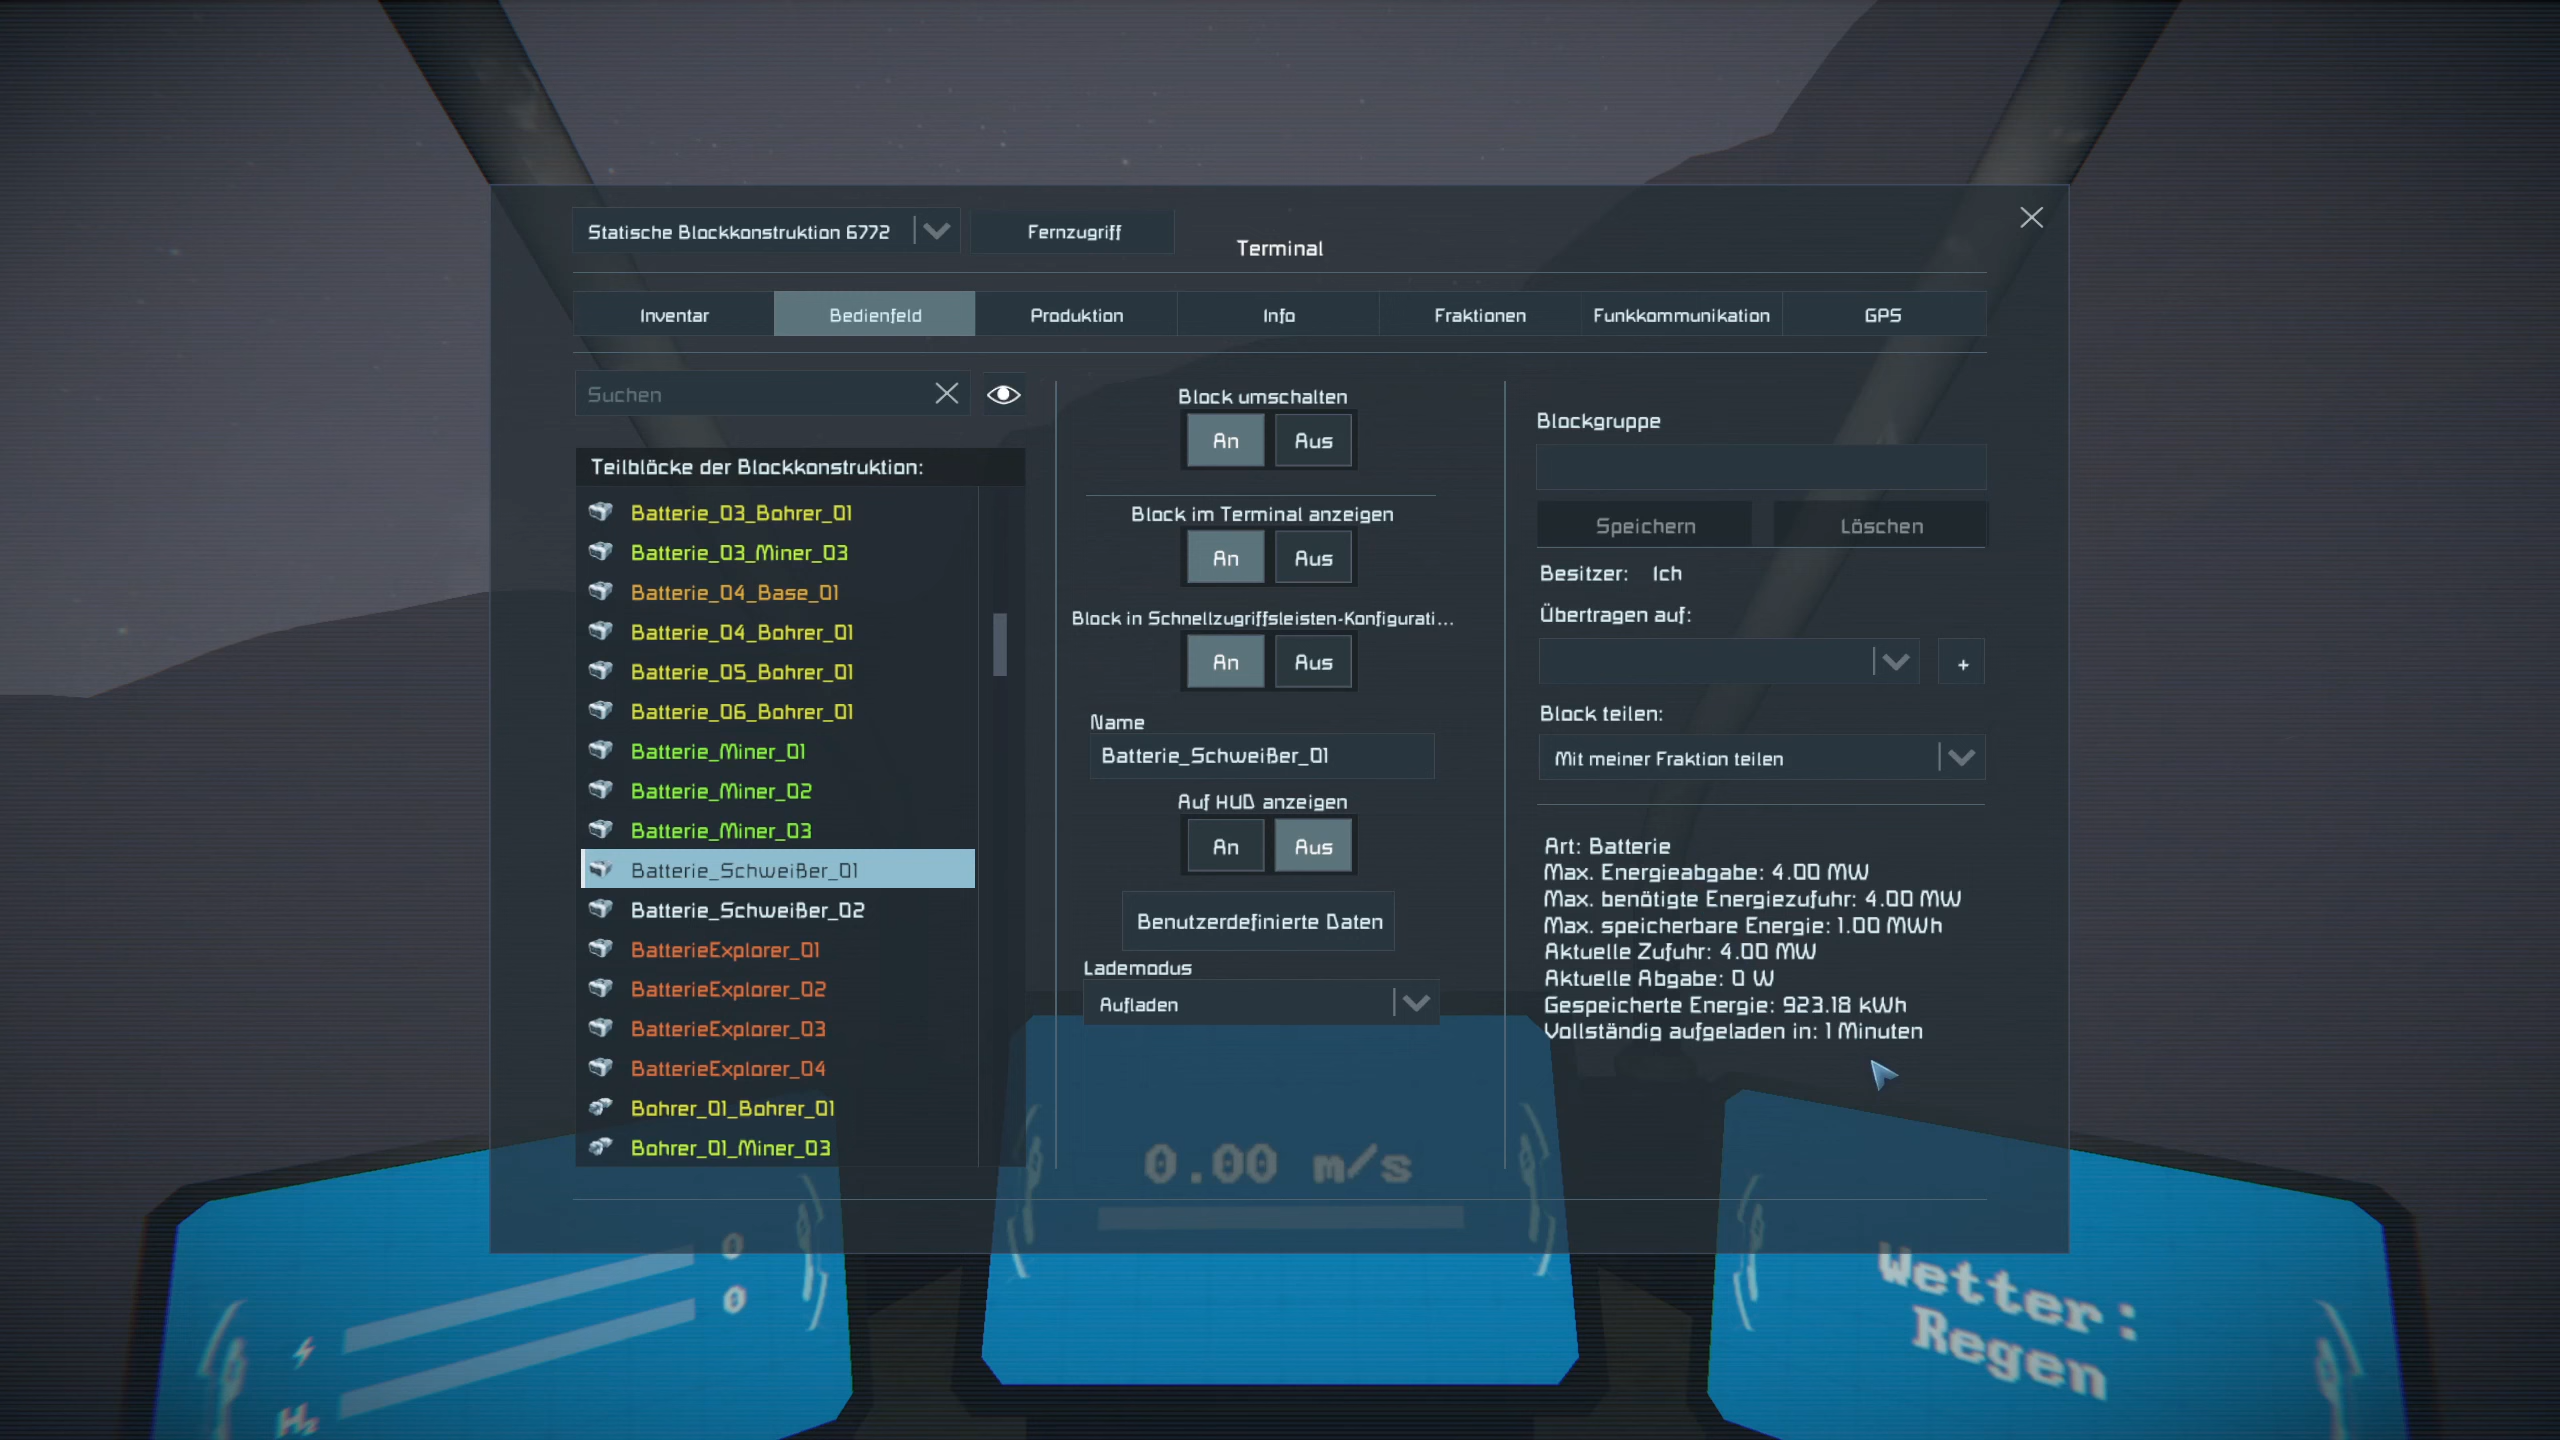 Statische Blockkonstruktion 6772
Fernzugriff
Terminal
Inventar
Bedienfeld
Produktion
Info
Fraktionen
Funkkommunikation
GPS
Suchen
Teilblöcke der Blockkonstruktion:
Batterie_03_Bohrer_01
Batterie_03_Miner_03
Batterie_04_Base_01
Batterie_04_Bohrer_01
Batterie_05_Bohrer_01
Batterie_06_Bohrer_01
Batterie_Miner_01
Batterie_Miner_02
Batterie_Miner_03
Batterie_Schweißer_01
Batterie_Schweißer_02
BatterieExplorer_01
BatterieExplorer_02
BatterieExplorer_03
BatterieExplorer_04
Bohrer_01_Bohrer_01
Bohrer_01_Miner_03
Block umschalten
An Aus
Block im Terminal anzeigen
An Aus
Block in Schnellzugriffsleisten-Konfigurati...
An Aus
Name
Batterie_Schweißer_01
Auf HUD anzeigen
An Aus
Benutzerdefinierte Daten
Lademodus
Aufladen
Blockgruppe
Speichern
Löschen
Besitzer: Ich
Übertragen auf:
+
Block teilen:
Mit meiner Fraktion teilen
Art: Batterie
Max. Energieabgabe: 4.00 MW
Max. benötigte Energiezufuhr: 4.00 MW
Max. speicherbare Energie: 1.00 MWh
Aktuelle Zufuhr: 4.00 MW
Aktuelle Abgabe: 0 W
Gespeicherte Energie: 923.18 kWh
Vollständig aufgeladen in: 1 Minuten
0
0
H2
0.00 m/s
Wetter:
Regen